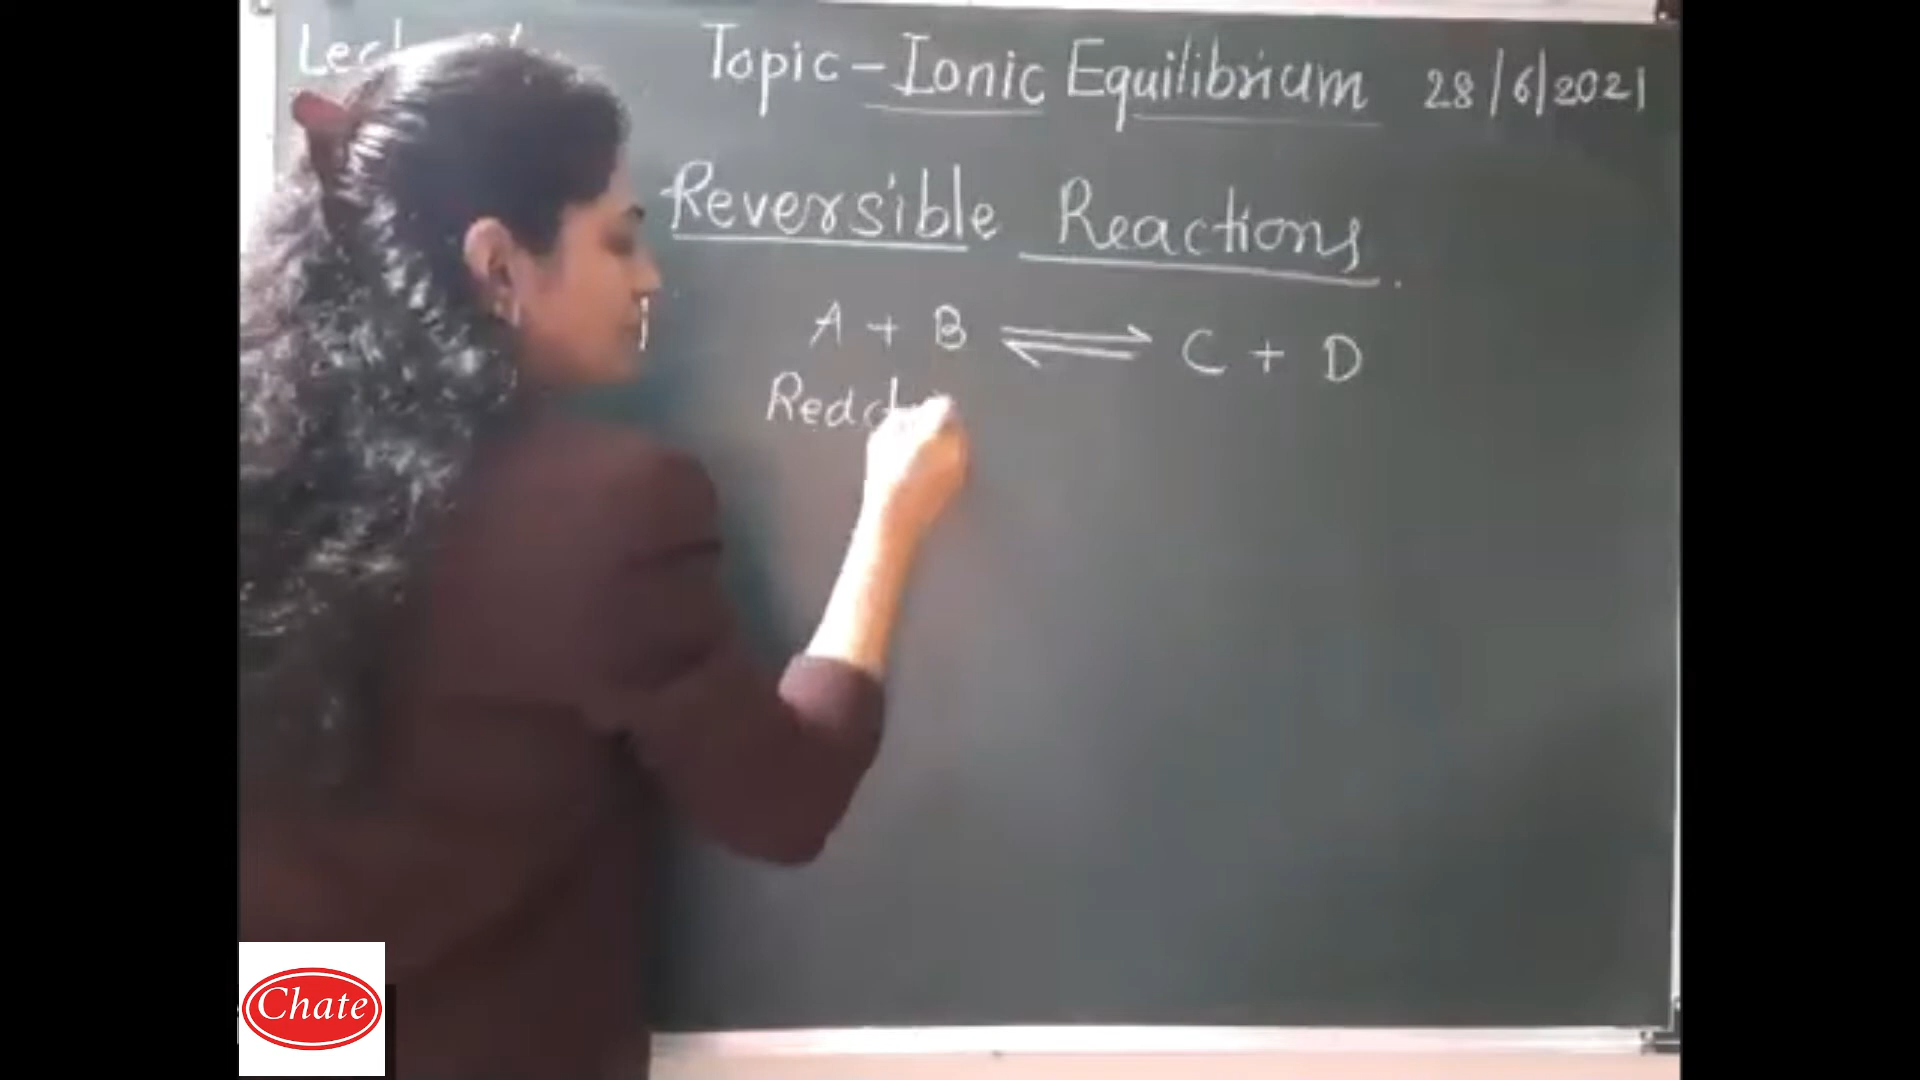 Topic - Ionic Equilibrium 28/6/2021
Reversible Reactions.
A + B ⇌ C + D
Chate